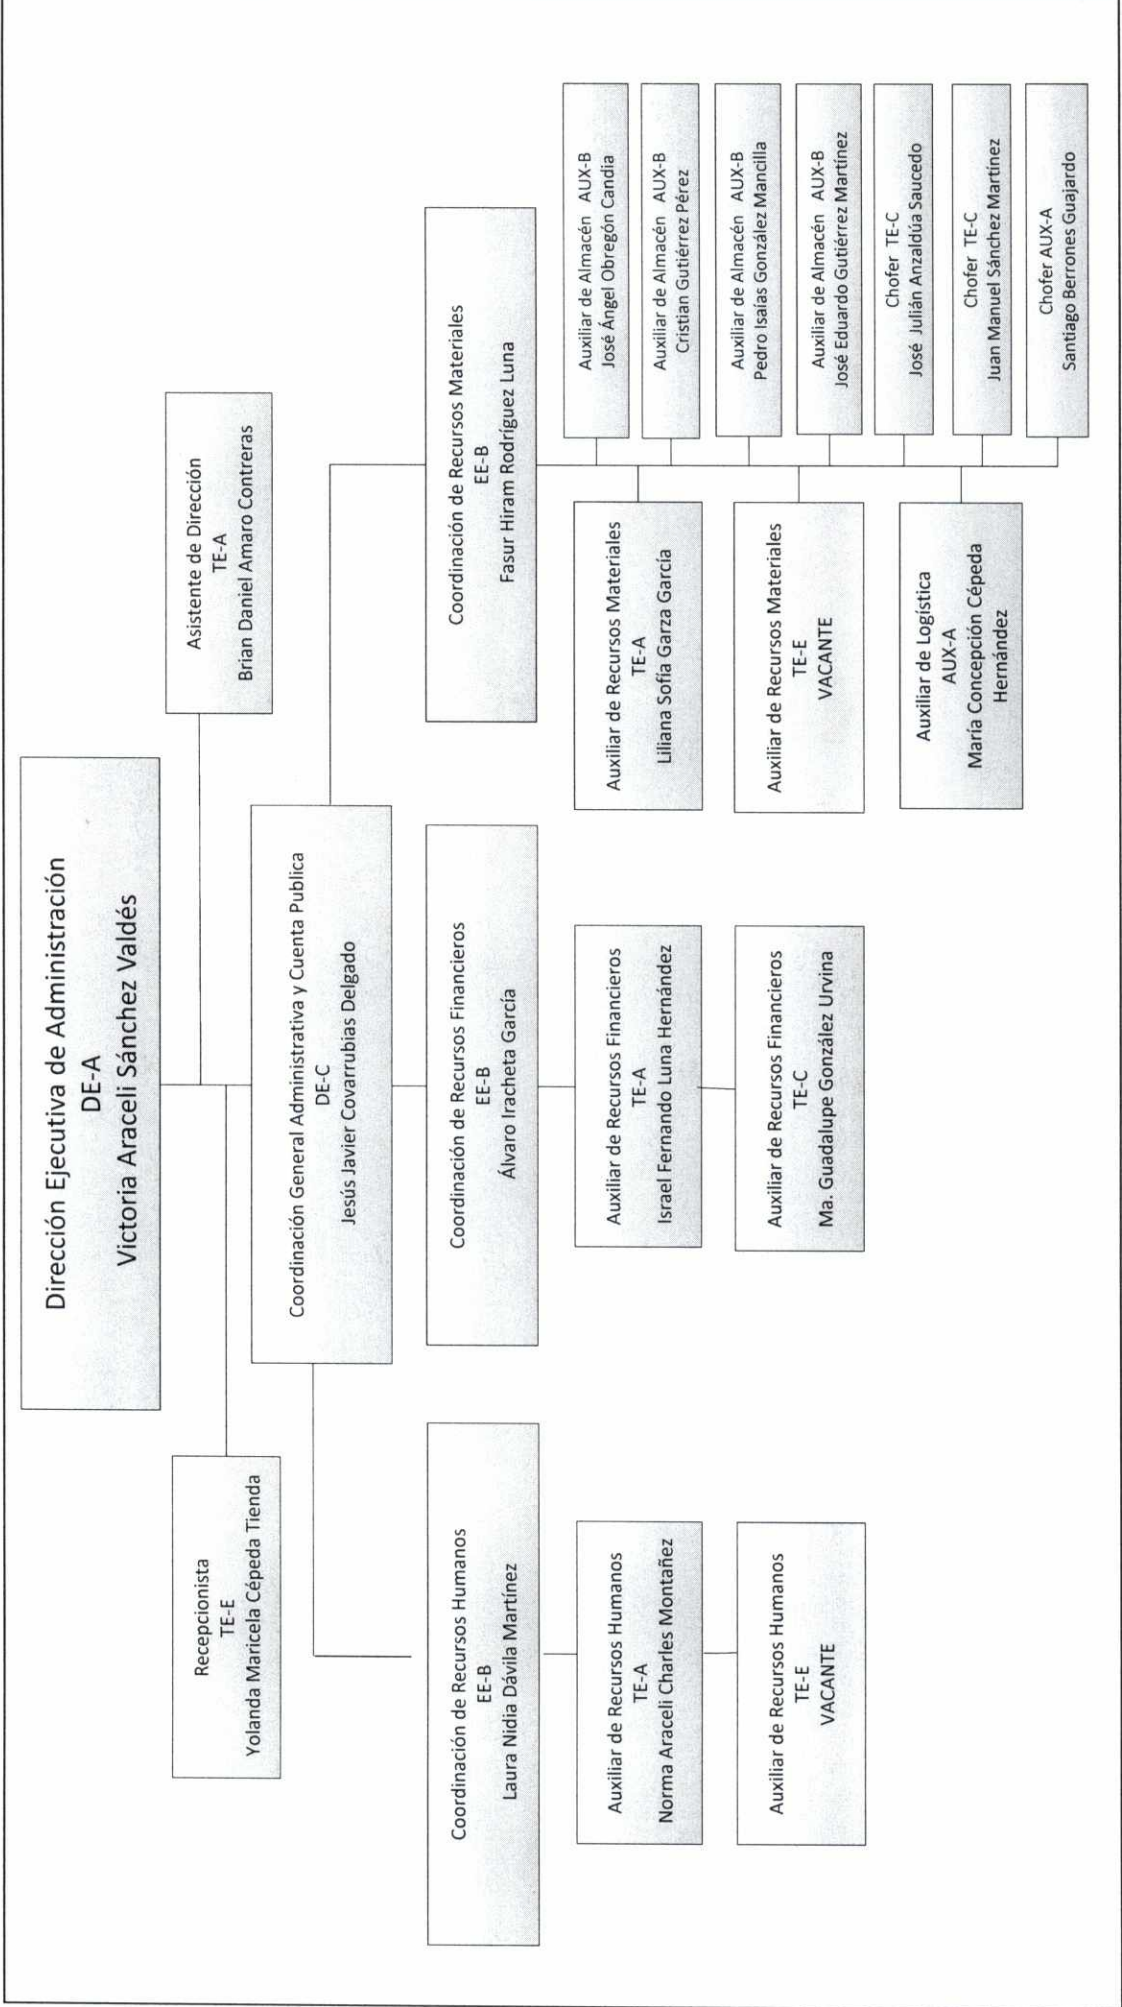 Dirección Ejecutiva de Administración
DE-A
Victoria Araceli Sánchez Valdés
Recepcionista
TE-E
Yolanda Maricela Cépeda Tienda
Asistente de Dirección
TE-A
Brian Daniel Amaro Contreras
Coordinación General Administrativa y Cuenta Publica
DE-C
Jesús Javier Covarrubias Delgado
Coordinación de Recursos Humanos
EE-B
Laura Nidia Dávila Martínez
Auxiliar de Recursos Humanos
TE-A
Norma Araceli Charles Montañez
Auxiliar de Recursos Humanos
TE-E
VACANTE
Coordinación de Recursos Financieros
EE-B
Álvaro Iracheta García
Auxiliar de Recursos Financieros
TE-A
Israel Fernando Luna Hernández
Auxiliar de Recursos Financieros
TE-C
Ma. Guadalupe González Urvina
Coordinación de Recursos Materiales
EE-B
Fasur Hiram Rodríguez Luna
Auxiliar de Recursos Materiales
TE-A
Liliana Sofía Garza García
Auxiliar de Recursos Materiales
TE-E
VACANTE
Auxiliar de Logística
AUX-A
María Concepción Cépeda
Hernández
Auxiliar de Almacén AUX-B
José Ángel Obregón Candia
Auxiliar de Almacén AUX-B
Cristian Gutiérrez Pérez
Auxiliar de Almacén AUX-B
Pedro Isaías González Mancilla
Auxiliar de Almacén AUX-B
José Eduardo Gutiérrez Martínez
Chofer TE-C
José Julián Anzaldúa Saucedo
Chofer TE-C
Juan Manuel Sánchez Martínez
Chofer AUX-A
Santiago Berrones Guajardo